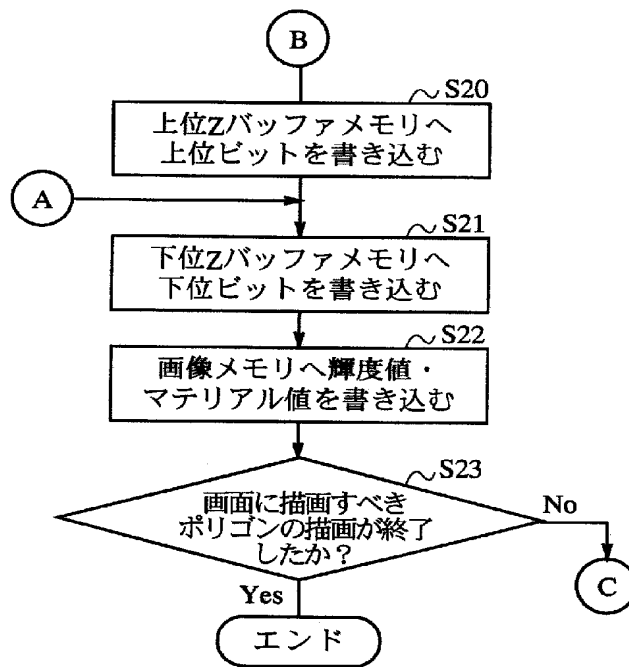 B
S20
上位Zバッファメモリへ
上位ビットを書き込む
A
S21
下位Zバッファメモリへ
下位ビットを書き込む
S22
画像メモリへ輝度値・
マテリアル値を書き込む
S23
画面に描画すべき
ポリゴンの描画が終了
したか？
No
C
Yes
エンド